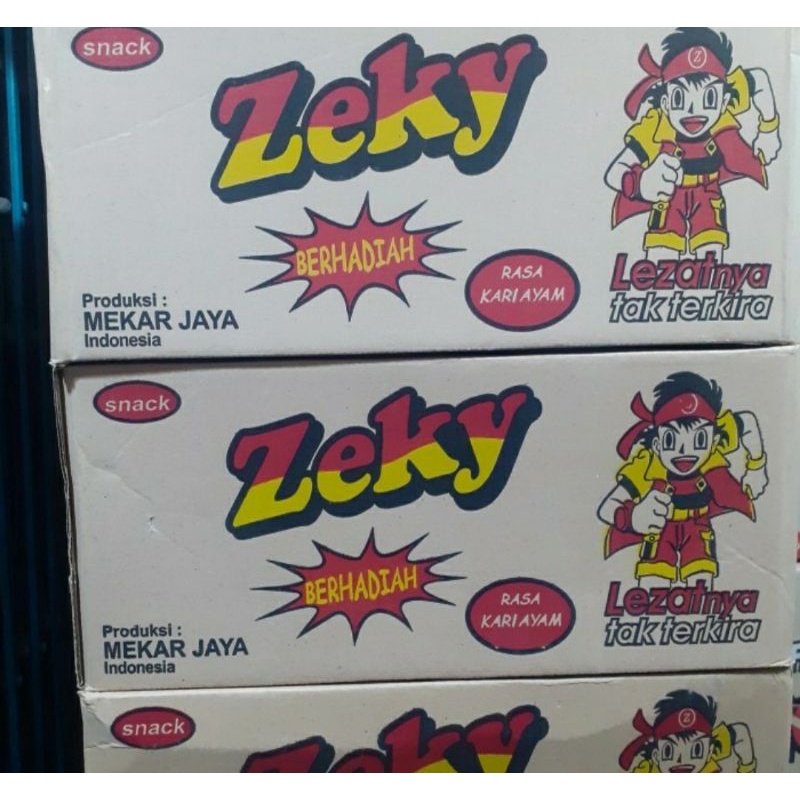 snack
Zeky
BERHADIAH
RASA
KARI AYAM
Z
Lezatnya
tak terkira
Produksi :
MEKAR JAYA
Indonesia
snack
Zeky
BERHADIAH
RASA
KARI AYAM
Lezatnya
tak terkira
Produksi :
MEKAR JAYA
Indonesia
snack
Zeky
Z